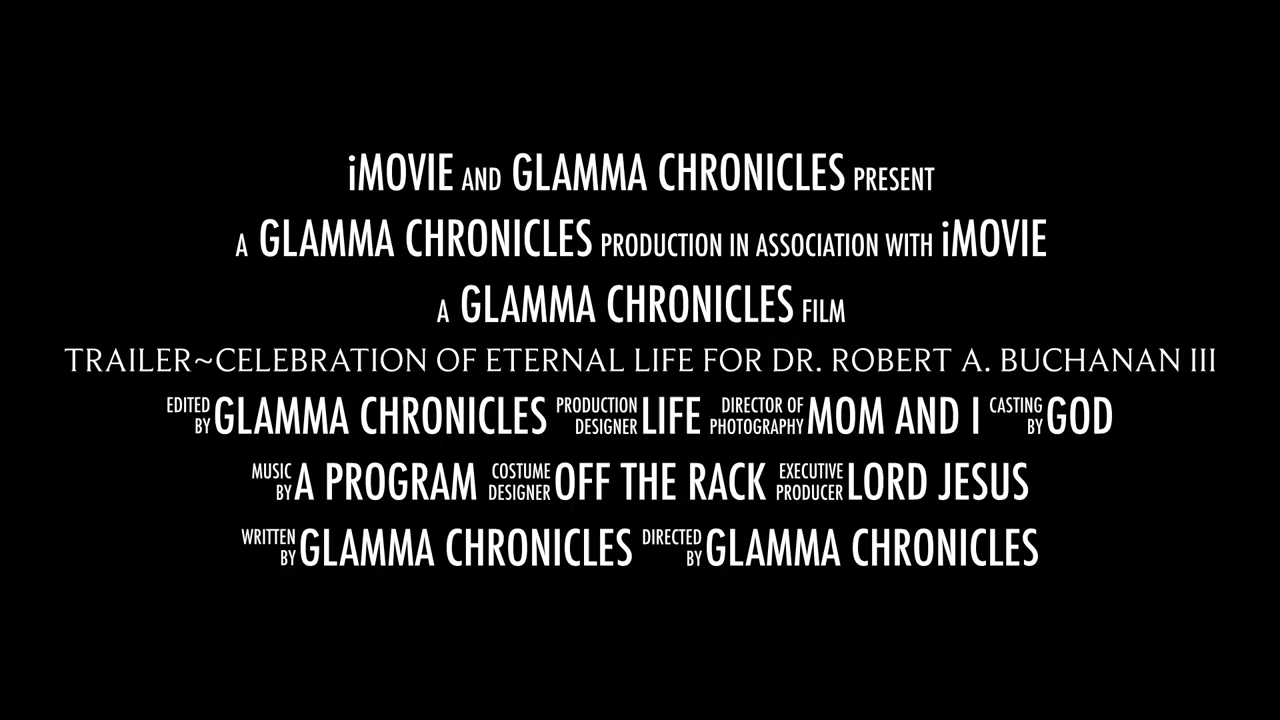 iMOVIE AND GLAMMA CHRONICLES PRESENT
A GLAMMA CHRONICLES PRODUCTION IN ASSOCIATION WITH iMOVIE
A GLAMMA CHRONICLES FILM
TRAILER~CELEBRATION OF ETERNAL LIFE FOR DR. ROBERT A. BUCHANAN III
EDITED BY GLAMMA CHRONICLES PRODUCTION DESIGNER LIFE DIRECTOR OF PHOTOGRAPHY MOM AND I CASTING BY GOD
MUSIC BY A PROGRAM COSTUME DESIGNER OFF THE RACK EXECUTIVE PRODUCER LORD JESUS
WRITTEN BY GLAMMA CHRONICLES DIRECTED BY GLAMMA CHRONICLES